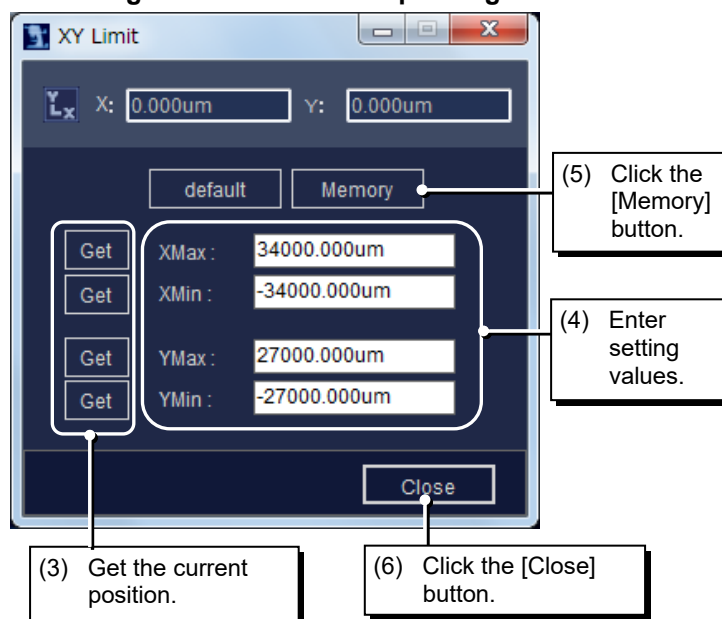 XY Limit
X: 0.000um Y: 0.000um
default Memory
(5) Click the
[Memory]
button.
Get XMax : 34000.000um
Get XMin : -34000.000um
(4) Enter
setting
values.
Get YMax : 27000.000um
Get YMin : -27000.000um
Close
(3) Get the current
position.
(6) Click the [Close]
button.